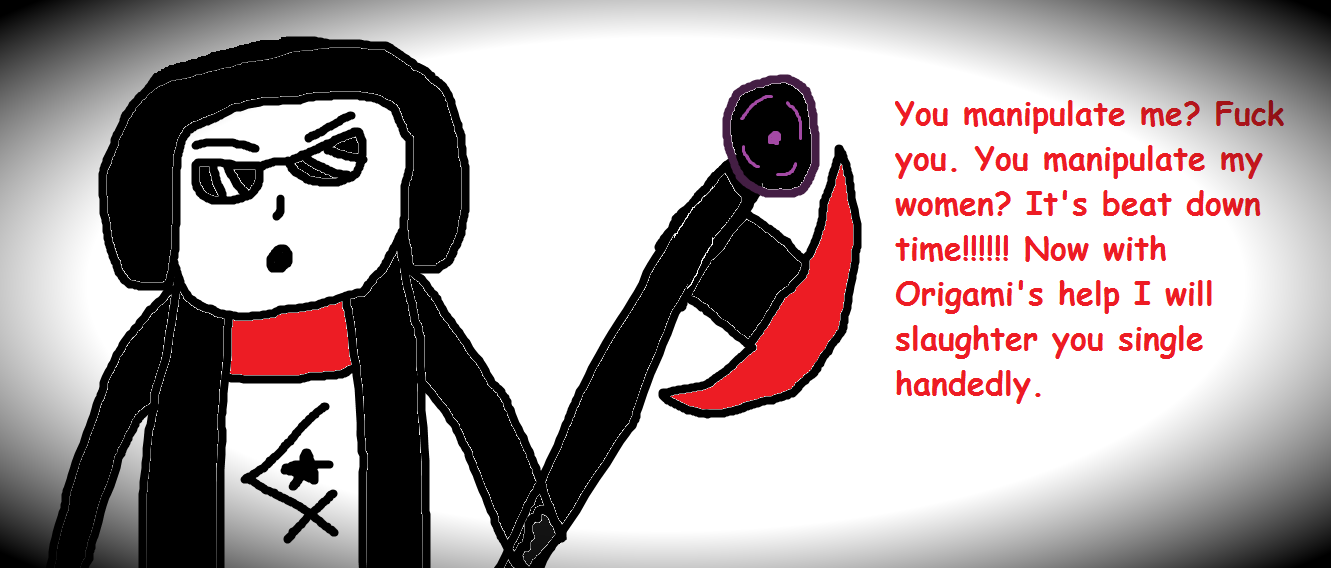 You manipulate me? Fuck
you. You manipulate my
women? It's beat down
time!!!!!! Now with
Origami's help I will
slaughter you single
handedly.